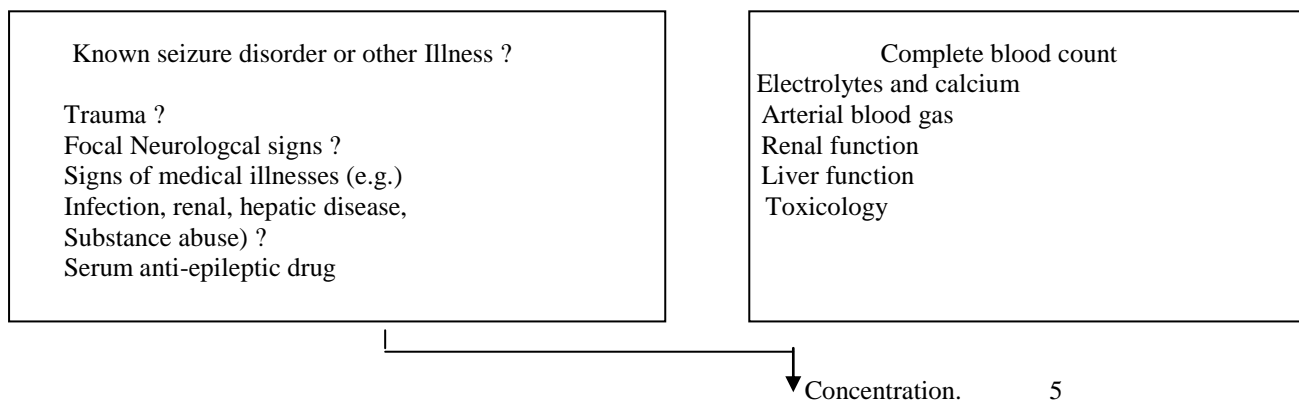 Known seizure disorder or other Illness ?
Trauma ?
Focal Neurologcal signs ?
Signs of medical illnesses (e.g.)
Infection, renal, hepatic disease,
Substance abuse) ?
Serum anti-epileptic drug
Complete blood count
Electrolytes and calcium
Arterial blood gas
Renal function
Liver function
Toxicology
Concentration. 5